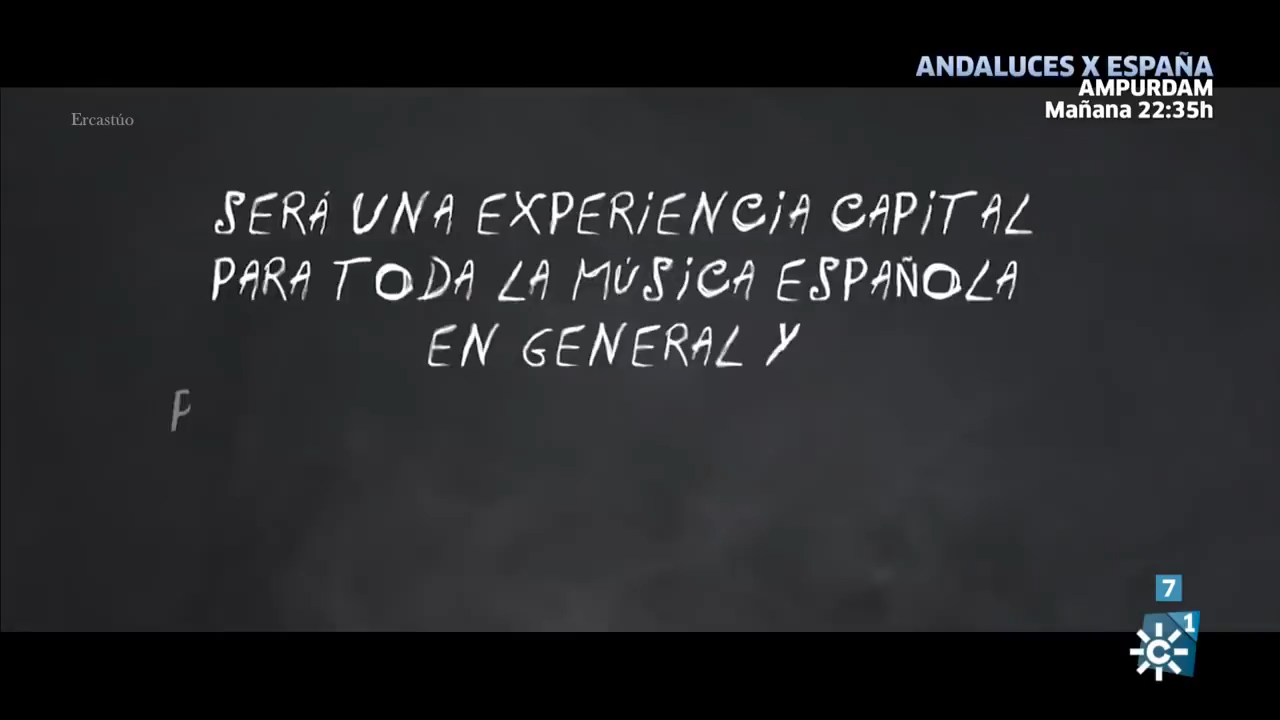 ANDALUCES X ESPAÑA
AMPURDAM
Mañana 22:35h
Ercastúo
SERÁ UNA EXPERIENCIA CAPITAL
PARA TODA LA MÚSICA ESPAÑOLA
EN GENERAL Y
P
7
1
C